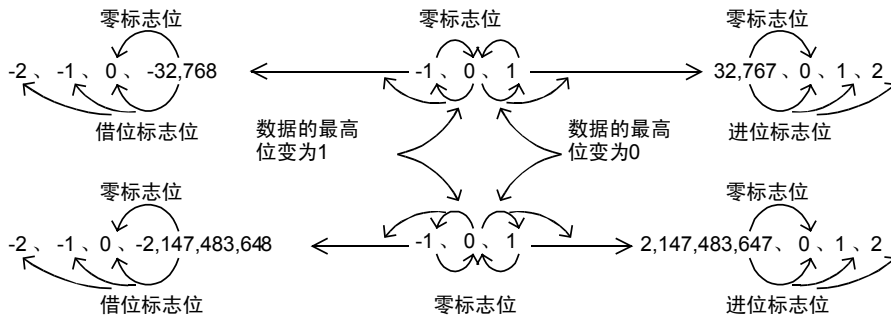 零标志位 零标志位 零标志位
-2、-1、0、-32,768 -1、0、1 32,767、0、1、2
借位标志位 数据的最高位变为1 数据的最高位变为0 进位标志位
零标志位 零标志位
-2、-1、0、-2,147,483,648 -1、0、1 2,147,483,647、0、1、2
借位标志位 零标志位 进位标志位